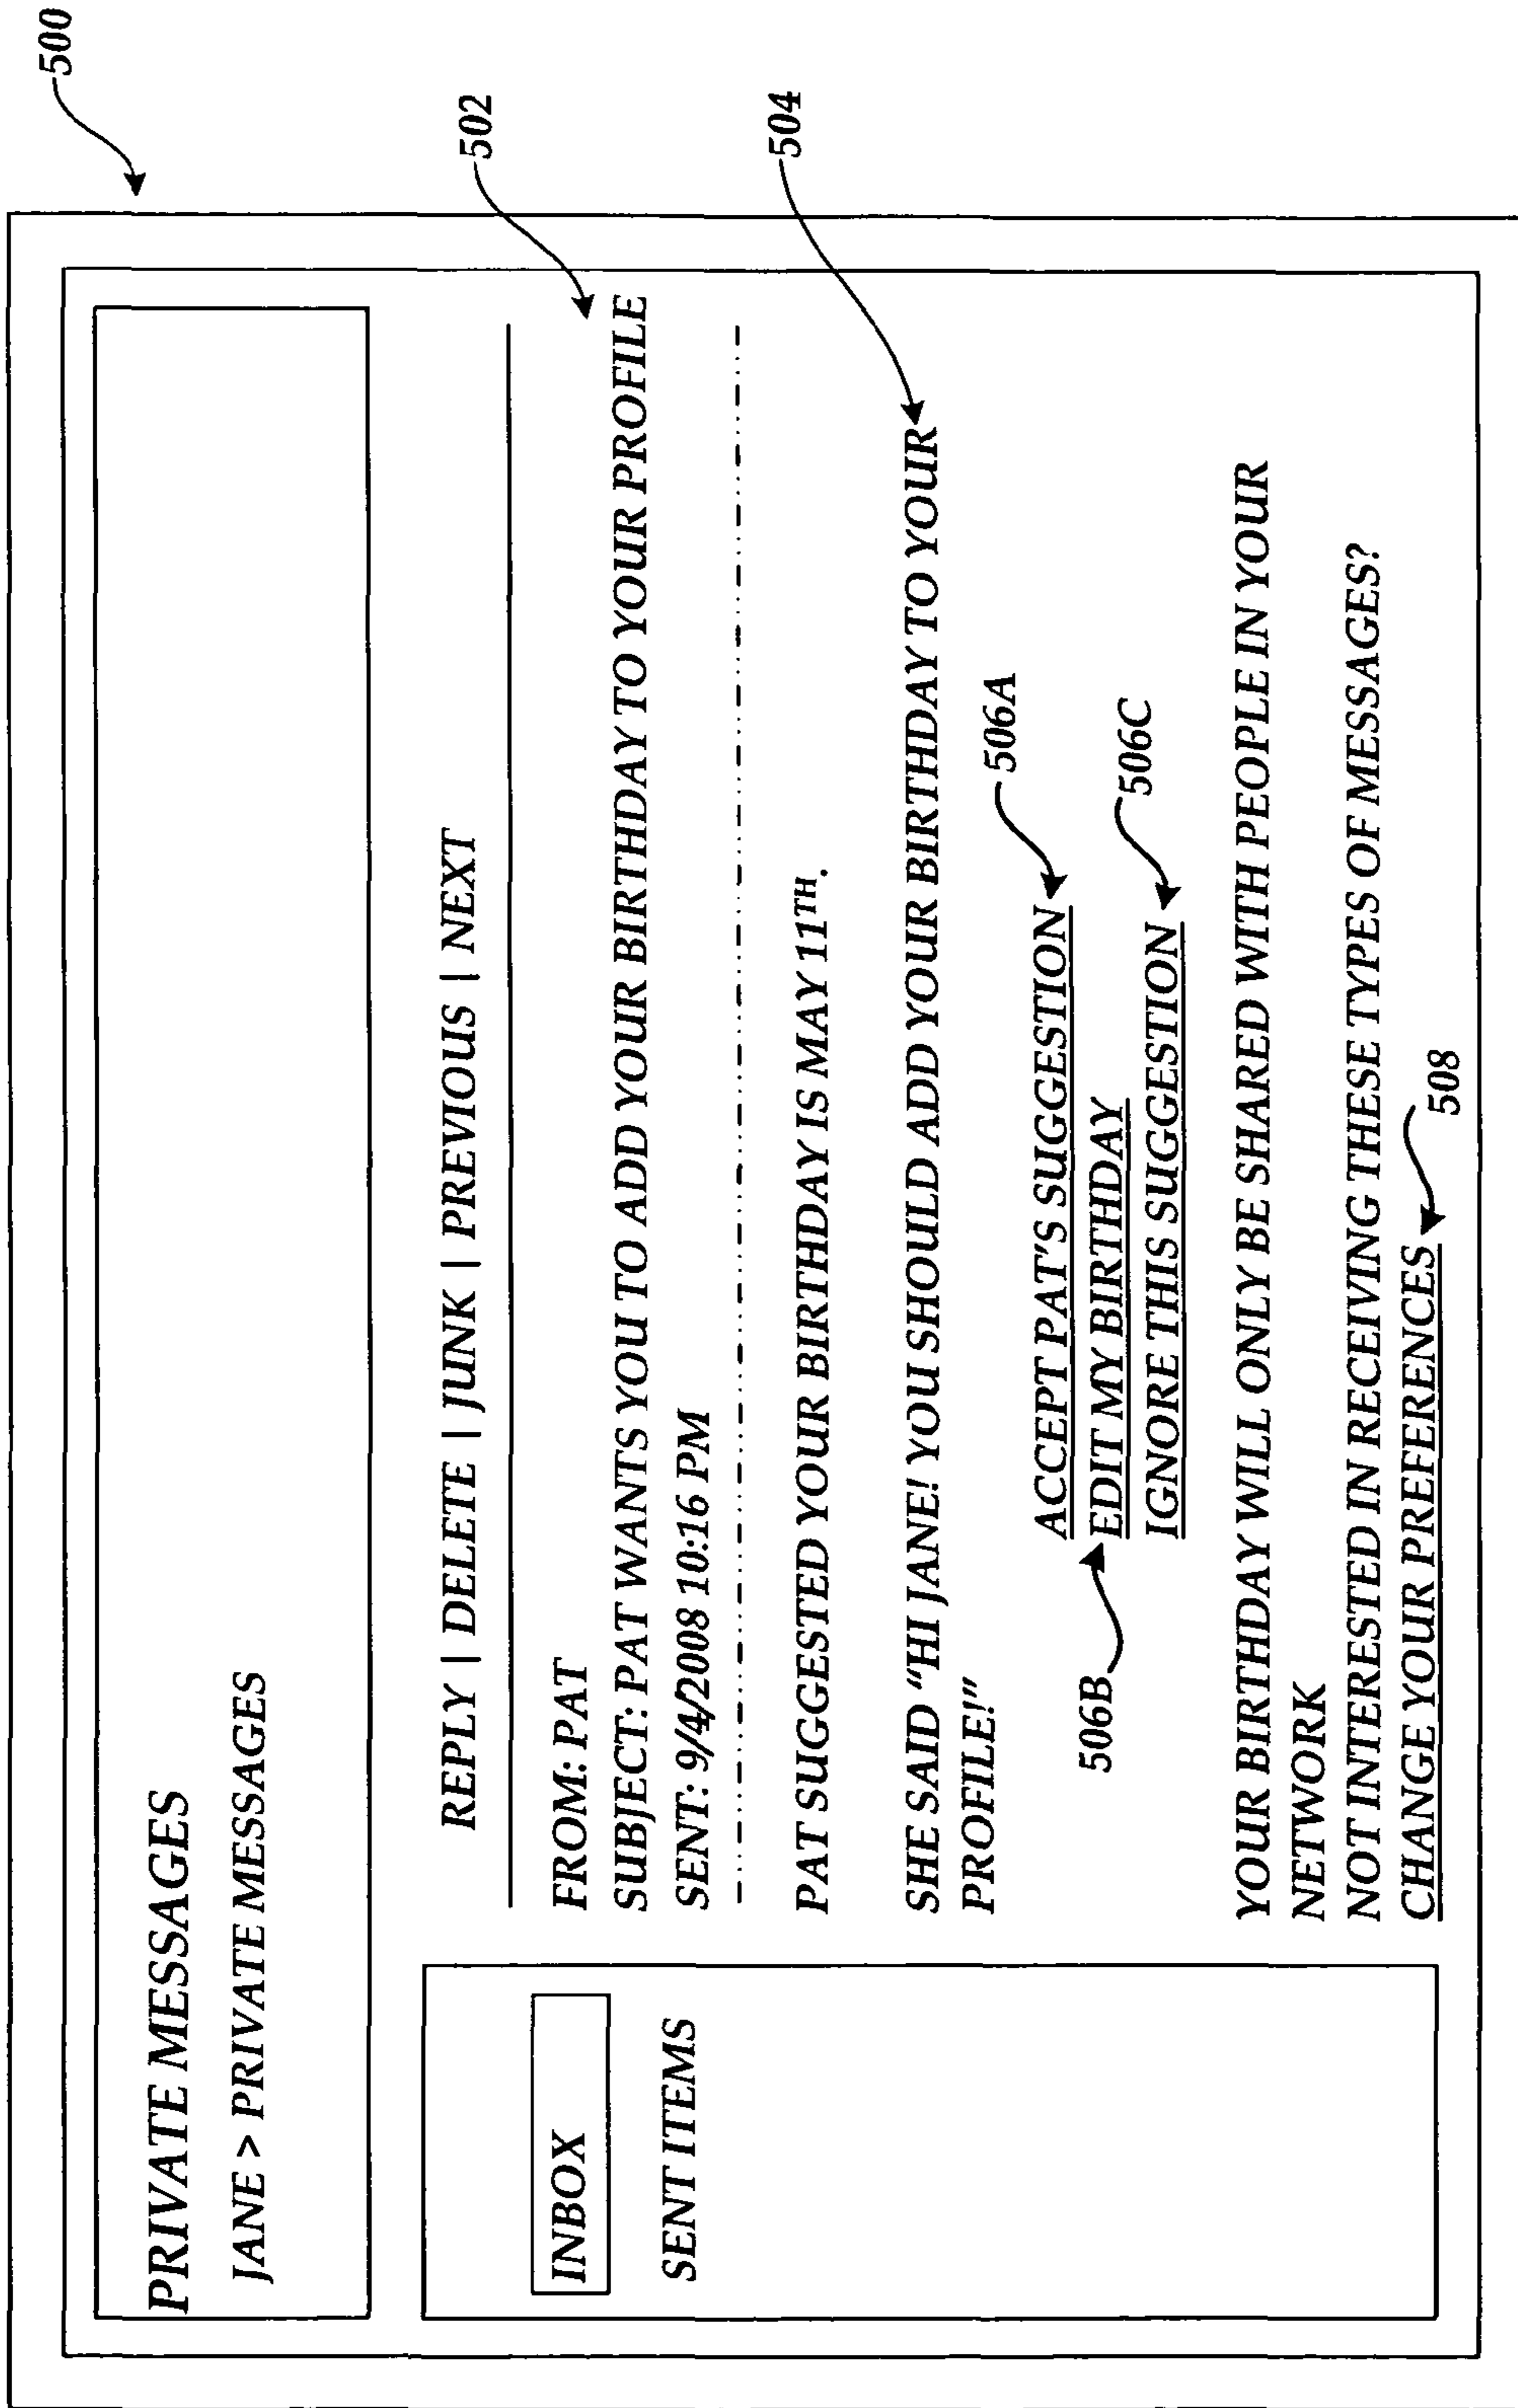 500
PRIVATE MESSAGES
JANE > PRIVATE MESSAGES
REPLY | DELETE | JUNK | PREVIOUS | NEXT
502
INBOX
SENT ITEMS
FROM: PAT
SUBJECT: PAT WANTS YOU TO ADD YOUR BIRTHDAY TO YOUR PROFILE
SENT: 9/4/2008 10:16 PM
504
PAT SUGGESTED YOUR BIRTHDAY IS MAY 11TH.
SHE SAID "HI JANE! YOU SHOULD ADD YOUR BIRTHDAY TO YOUR
PROFILE!"
506A
ACCEPT PAT'S SUGGESTION
506B
EDIT MY BIRTHDAY
506C
IGNORE THIS SUGGESTION
YOUR BIRTHDAY WILL ONLY BE SHARED WITH PEOPLE IN YOUR
NETWORK
NOT INTERESTED IN RECEIVING THESE TYPES OF MESSAGES?
CHANGE YOUR PREFERENCES
508